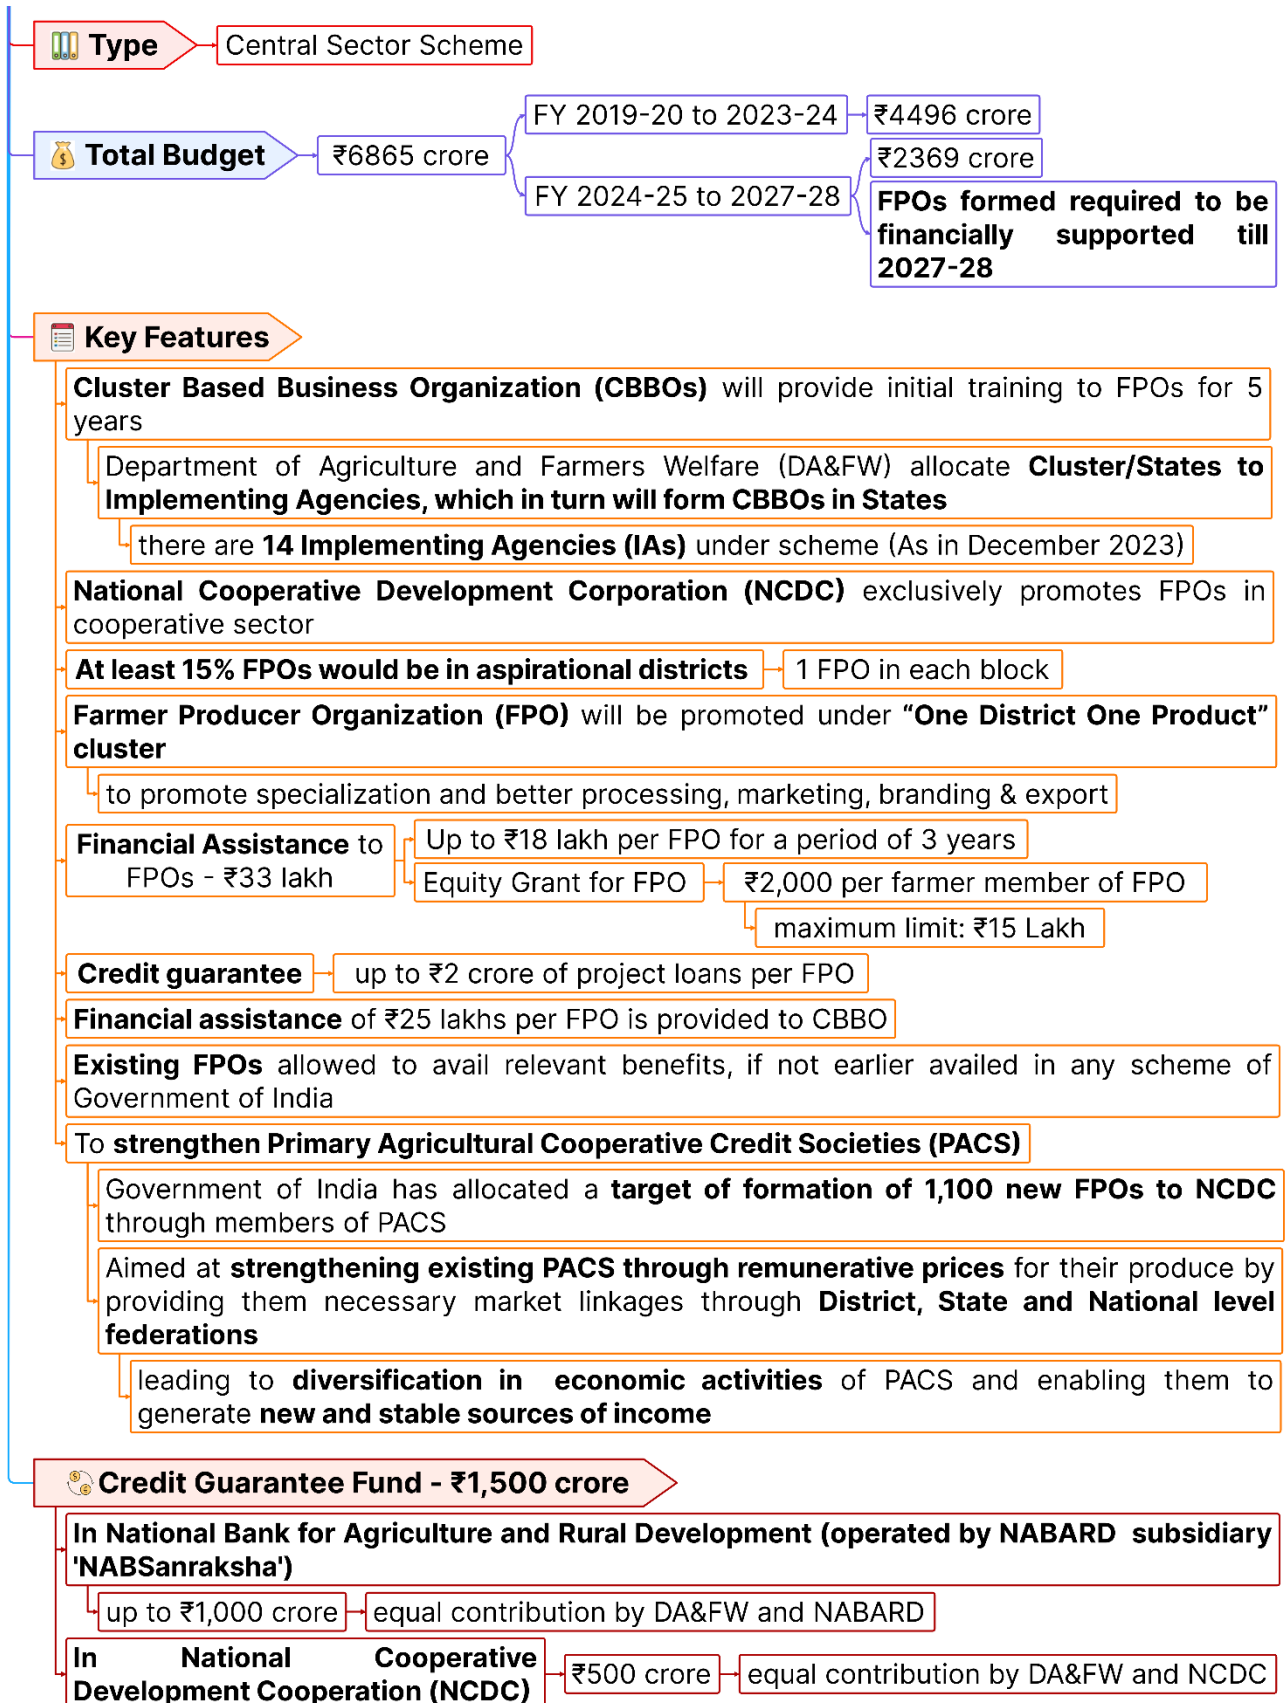 Type
Central Sector Scheme
FY 2019-20 to 2023-24
₹4496 crore
Total Budget
₹6865 crore
₹2369 crore
FY 2024-25 to 2027-28
FPOs formed required to be
financially supported till
2027-28
Key Features
Cluster Based Business Organization (CBBOs) will provide initial training to FPOs for 5
years
Department of Agriculture and Farmers Welfare (DA&FW) allocate Cluster/States to
Implementing Agencies, which in turn will form CBBOs in States
there are 14 Implementing Agencies (IAs) under scheme (As in December 2023)
National Cooperative Development Corporation (NCDC) exclusively promotes FPOs in
cooperative sector
At least 15% FPOs would be in aspirational districts
1 FPO in each block
Farmer Producer Organization (FPO) will be promoted under “One District One Product”
cluster
to promote specialization and better processing, marketing, branding & export
Financial Assistance to
FPOs - ₹33 lakh
Up to ₹18 lakh per FPO for a period of 3 years
Equity Grant for FPO
₹2,000 per farmer member of FPO
maximum limit: ₹15 Lakh
Credit guarantee
up to ₹2 crore of project loans per FPO
Financial assistance of ₹25 lakhs per FPO is provided to CBBO
Existing FPOs allowed to avail relevant benefits, if not earlier availed in any scheme of
Government of India
To strengthen Primary Agricultural Cooperative Credit Societies (PACS)
Government of India has allocated a target of formation of 1,100 new FPOs to NCDC
through members of PACS
Aimed at strengthening existing PACS through remunerative prices for their produce by
providing them necessary market linkages through District, State and National level
federations
leading to diversification in economic activities of PACS and enabling them to
generate new and stable sources of income
Credit Guarantee Fund - ₹1,500 crore
In National Bank for Agriculture and Rural Development (operated by NABARD subsidiary
'NABSanraksha')
up to ₹1,000 crore
equal contribution by DA&FW and NABARD
In National Cooperative
Development Cooperation (NCDC)
₹500 crore
equal contribution by DA&FW and NCDC